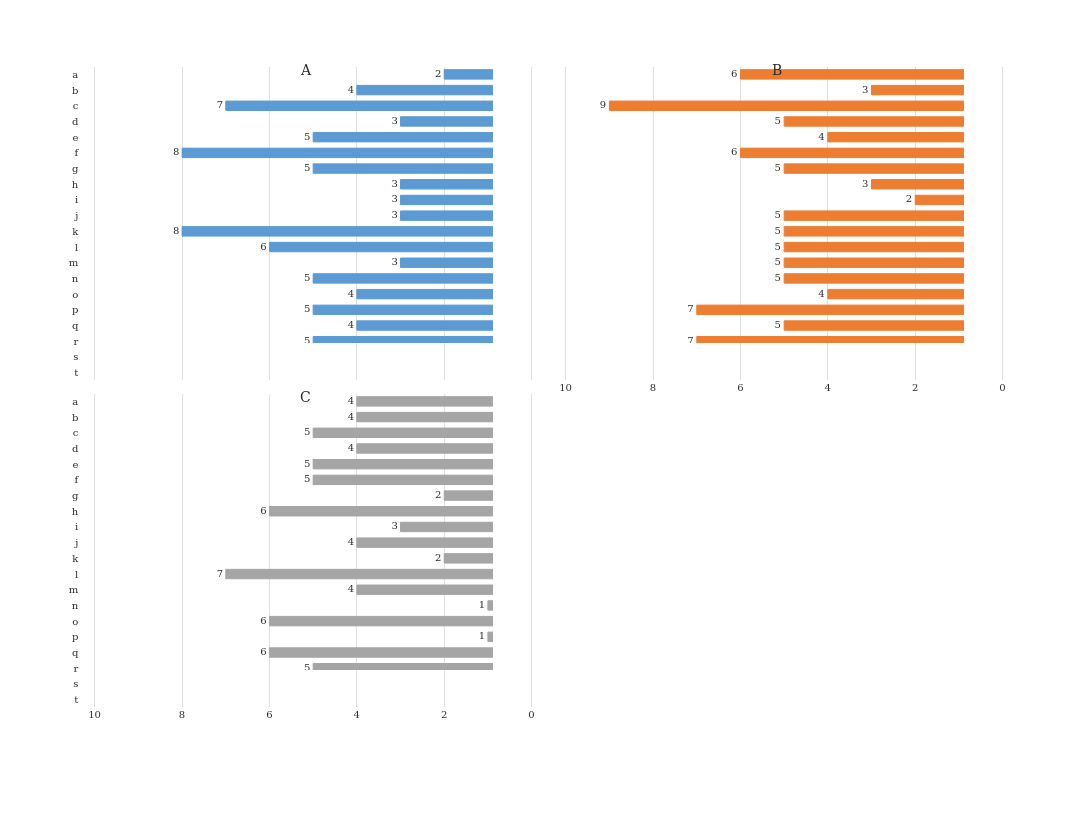 A
B
a 2 6
b 4 3
c 7 9
d 3 5
e 5 4
f 8 6
g 5 5
h 3 3
i 3 2
j 3 5
k 8 5
l 6 5
m 3 5
n 5 5
o 4 4
p 5 7
q 4 5
r 5 7
s
t
10 8 6 4 2 0
C
a 4
b 4
c 5
d 4
e 5
f 5
g 2
h 6
i 3
j 4
k 2
l 7
m 4
n 1
o 6
p 1
q 6
r 5
s
t
10 8 6 4 2 0